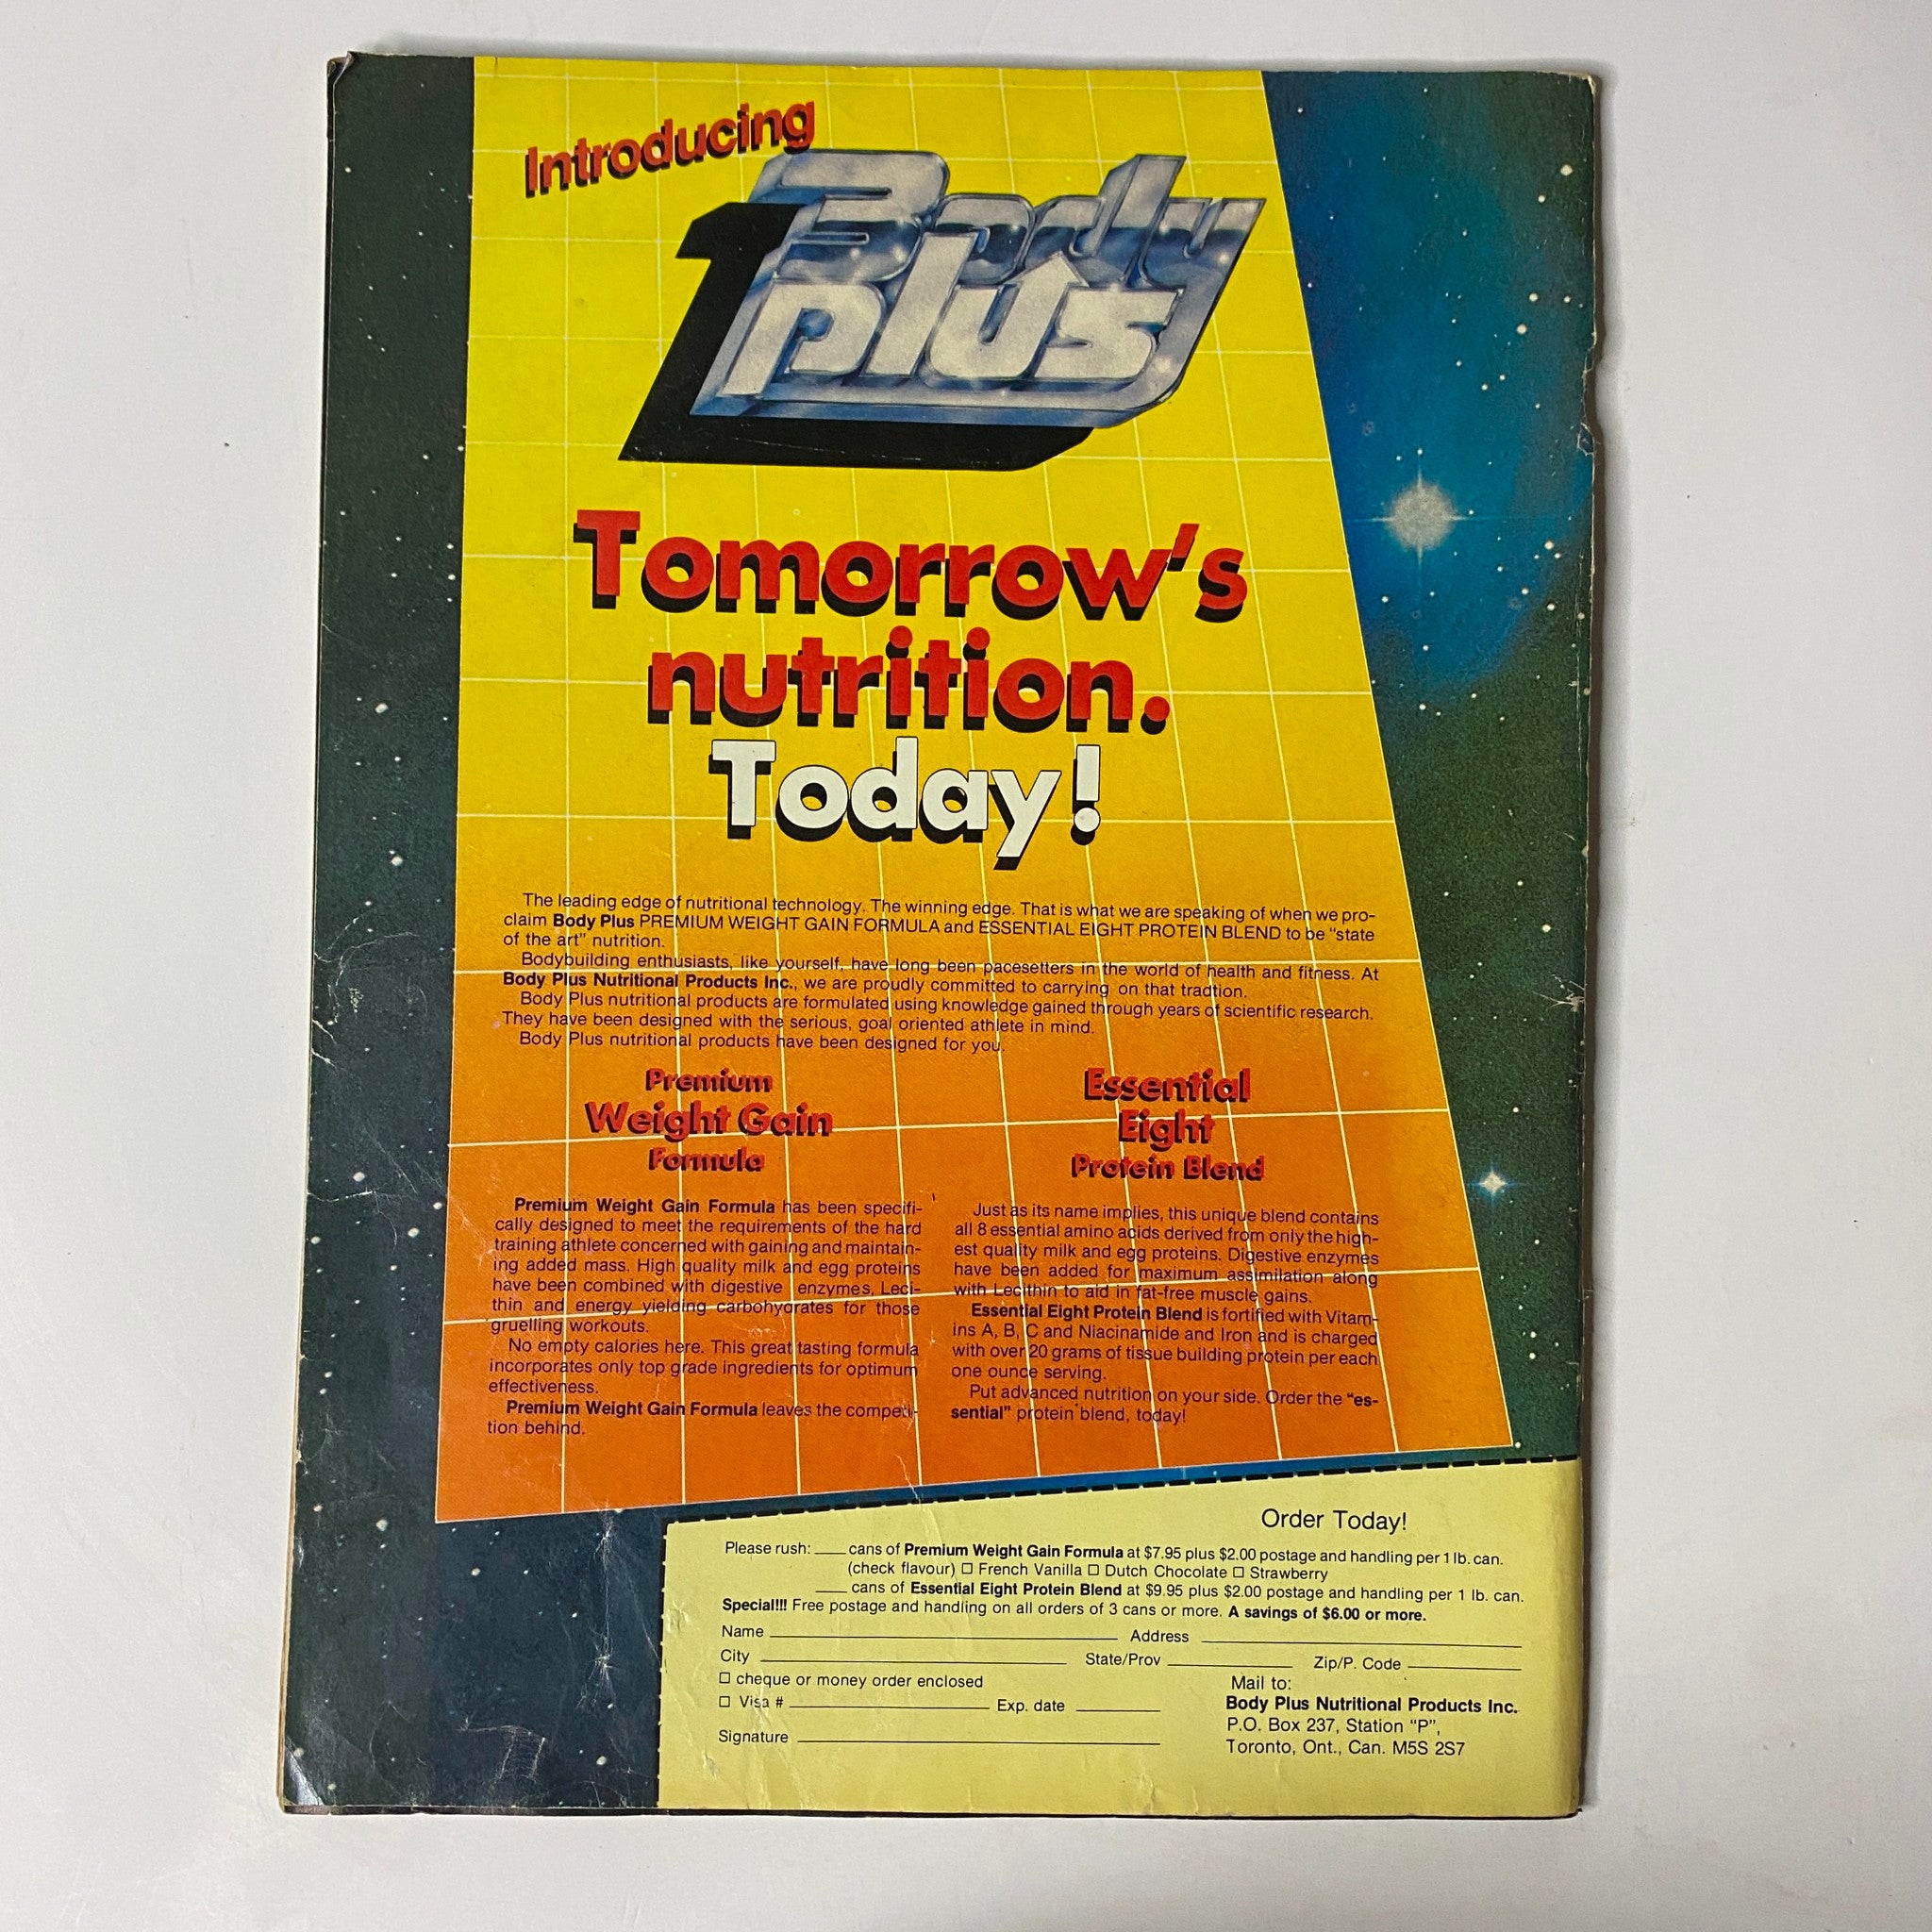 Introducing
Body
plus
Tomorrow's
nutrition.
Today!
The leading edge of nutritional technology. The winning edge. That is what we are speaking of when we pro-
claim Body Plus PREMIUM WEIGHT GAIN FORMULA and ESSENTIAL EIGHT PROTEIN BLEND to be "state
of the art" nutrition.
Bodybuilding enthusiasts, like yourself, have long been pacesetters in the world of health and fitness. At
Body Plus Nutritional Products Inc., we are proudly committed to carrying on that tradtion.
Body Plus nutritional products are formulated using knowledge gained through years of scientific research.
They have been designed with the serious, goal oriented athlete in mind.
Body Plus nutritional products have been designed for you.
Premium
Weight Gain
Formula
Premium Weight Gain Formula has been specifi-
cally designed to meet the requirements of the hard
training athlete concerned with gaining and maintain-
ing added mass. High quality milk and egg proteins
have been combined with digestive enzymes, Leci-
thin and energy yielding carbohydrates for those
gruelling workouts.
No empty calories here. This great tasting formula
incorporates only top grade ingredients for optimum
effectiveness.
Premium Weight Gain Formula leaves the competi-
tion behind.
Essential
Eight
Protein Blend
Just as its name implies, this unique blend contains
all 8 essential amino acids derived from only the high-
est quality milk and egg proteins. Digestive enzymes
have been added for maximum assimilation along
with Lecithin to aid in fat-free muscle gains.
Essential Eight Protein Blend is fortified with Vitam-
ins A, B, C and Niacinamide and Iron and is charged
with over 20 grams of tissue building protein per each
one ounce serving.
Put advanced nutrition on your side. Order the "es-
sential" protein blend, today!
Order Today!
Please rush: ____ cans of Premium Weight Gain Formula at $7.95 plus $2.00 postage and handling per 1 lb. can.
(check flavour) ☐ French Vanilla ☐ Dutch Chocolate ☐ Strawberry
____ cans of Essential Eight Protein Blend at $9.95 plus $2.00 postage and handling per 1 lb. can.
Special!!! Free postage and handling on all orders of 3 cans or more. A savings of $6.00 or more.
Name ____ Address ____
City ____ State/Prov ____ Zip/P. Code ____
☐ cheque or money order enclosed
☐ Visa # ____ Exp. date ____
Signature ____
Mail to:
Body Plus Nutritional Products Inc.
P.O. Box 237, Station "P",
Toronto, Ont., Can. M5S 2S7